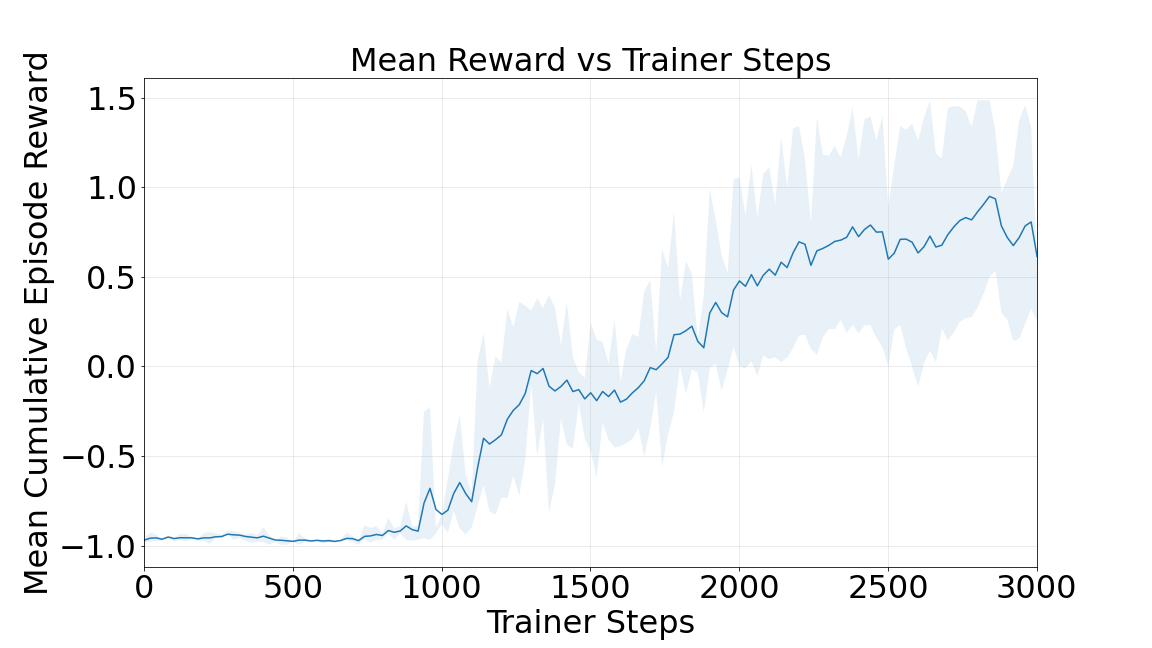 Mean Reward vs Trainer Steps
Mean Cumulative Episode Reward
1.5
1.0
0.5
0.0
−0.5
−1.0
0 500 1000 1500 2000 2500 3000
Trainer Steps